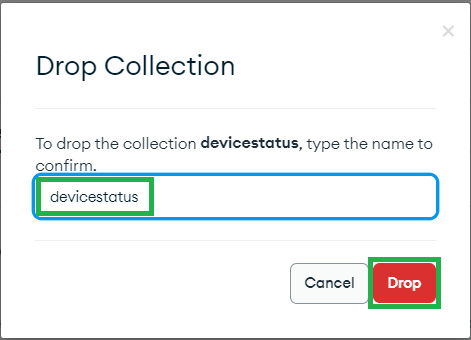 Drop Collection
To drop the collection devicestatus, type the name to
confirm.
devicestatus
Cancel
Drop